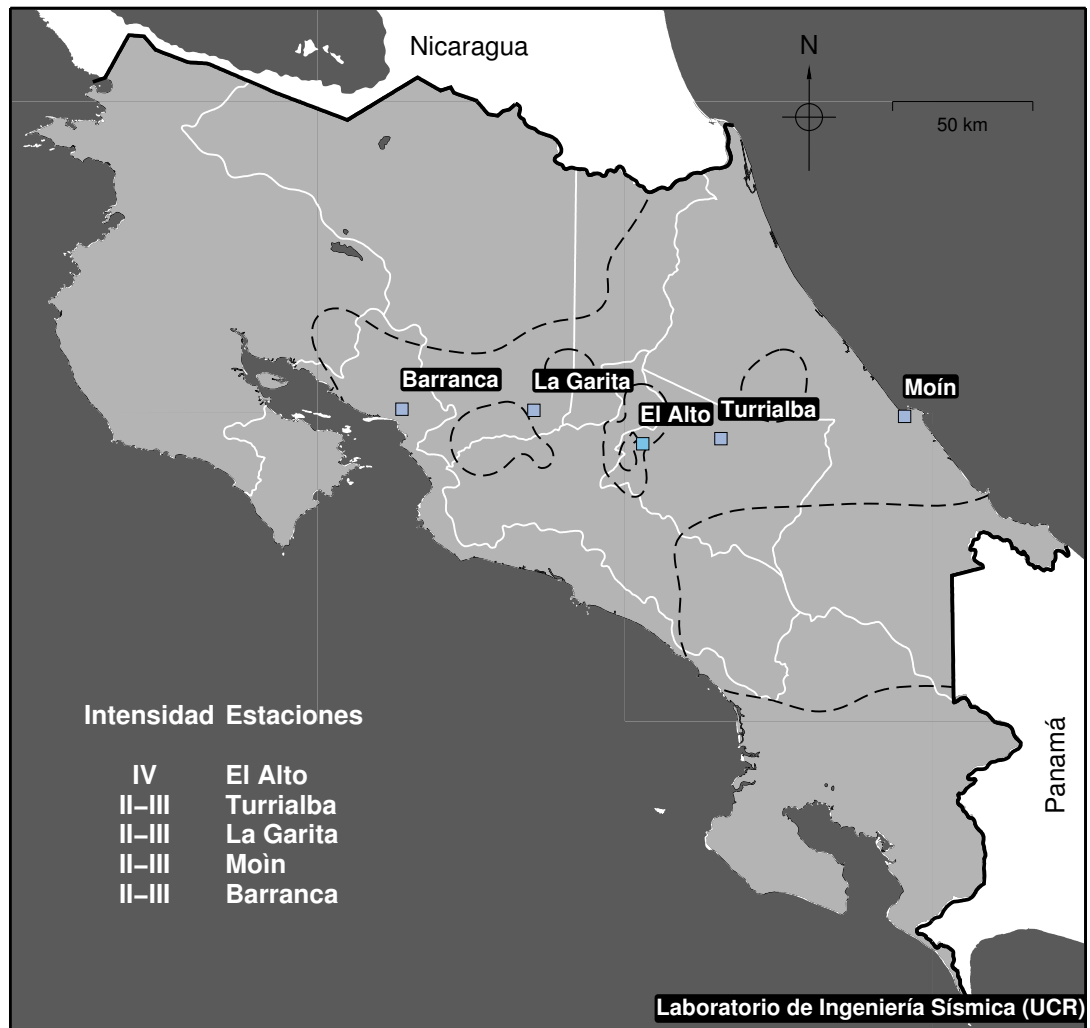 Nicaragua
N
50 km
Barranca
La Garita
El Alto
Turrialba
Moín
Intensidad Estaciones
IV El Alto
II–III Turrialba
II–III La Garita
II–III Moìn
II–III Barranca
Panamá
Laboratorio de Ingeniería Sísmica (UCR)